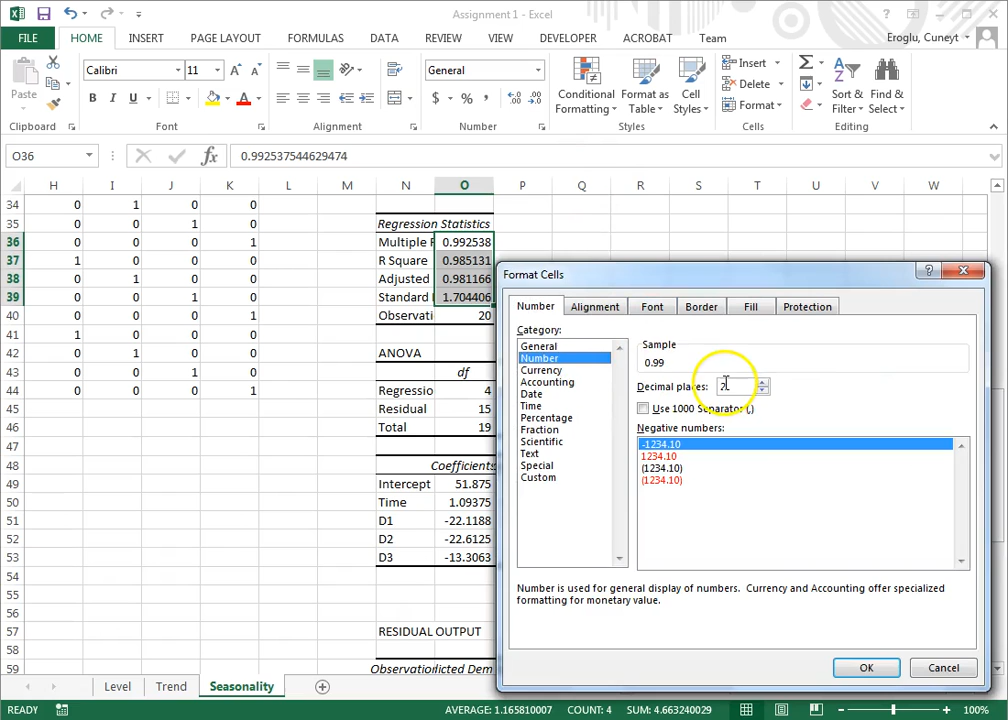 Assignment 1 - Excel
FILE HOME INSERT PAGE LAYOUT FORMULAS DATA REVIEW VIEW DEVELOPER ACROBAT Team Eroglu, Cuneyt
Paste Calibri 11 General Conditional Formatting Format as Table Cell Styles Insert Delete Format Sort & Filter Find & Select
Clipboard Font Alignment Number Styles Cells Editing
O36 fx 0.992537544629474
H I J K L M N O P Q R S T U V W
34 0 1 0 0
35 0 0 1 0 Regression Statistics
36 0 0 0 1 Multiple R 0.992538
37 1 0 0 0 R Square 0.985131
38 0 1 0 0 Adjusted 0.981166
39 0 0 1 0 Standard 1.704406
40 0 0 0 1 Observati 20
41 1 0 0 0
42 0 1 0 0 ANOVA
43 0 0 1 0 df
44 0 0 0 1 Regressio 4
45 Residual 15
46 Total 19
47
48 Coefficients
49 Intercept 51.875
50 Time 1.09375
51 D1 -22.1188
52 D2 -22.6125
53 D3 -13.3063
54
55
56
57 RESIDUAL OUTPUT
58
59 Observation icted Dem
Format Cells
Number Alignment Font Border Fill Protection
Category:
General
Number
Currency
Accounting
Date
Time
Percentage
Fraction
Scientific
Text
Special
Custom
Sample
0.99
Decimal places: 2
Use 1000 Separator (,)
Negative numbers:
-1234.10
1234.10
(1234.10)
(1234.10)
Number is used for general display of numbers. Currency and Accounting offer specialized
formatting for monetary value.
OK Cancel
Level Trend Seasonality
READY AVERAGE: 1.165810007 COUNT: 4 SUM: 4.663240029 100%